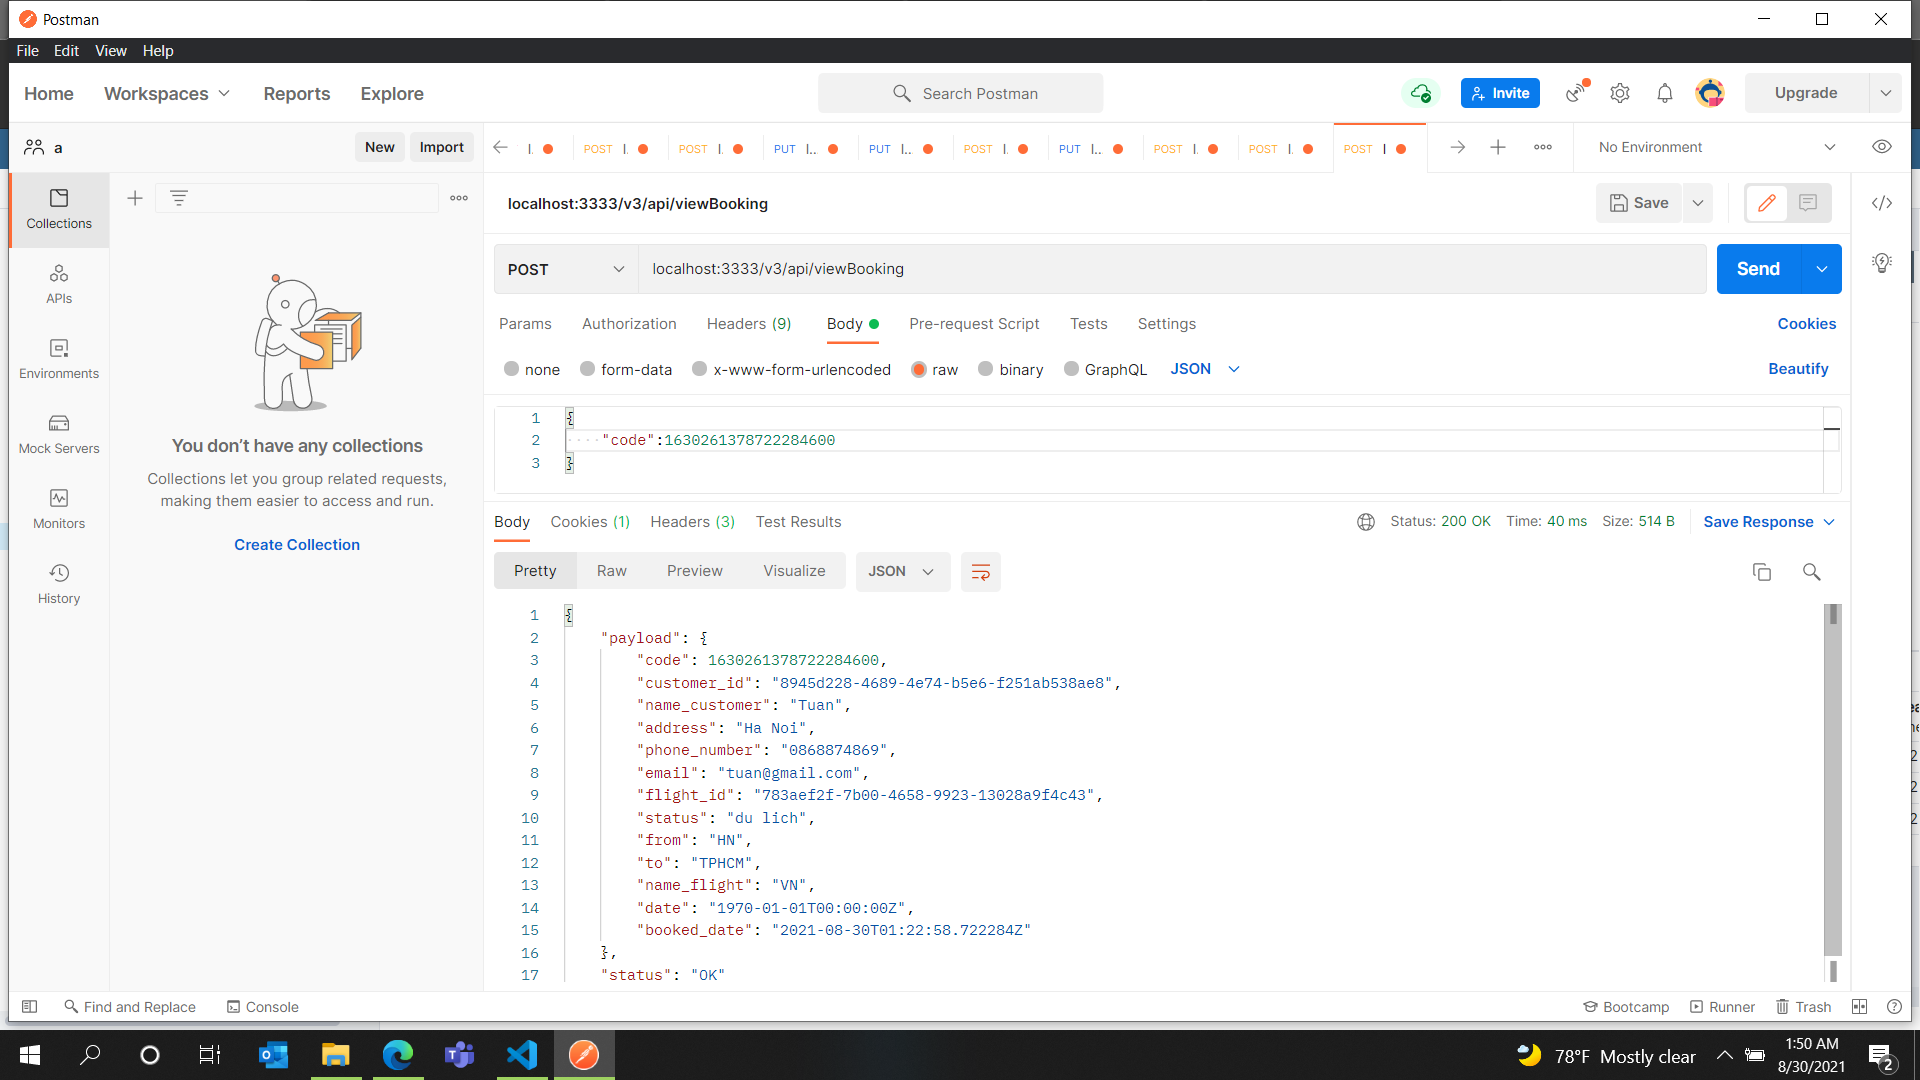 Postman
File Edit View Help
Home Workspaces Reports Explore Search Postman Invite Upgrade
a New Import POST POST PUT PUT POST PUT POST POST POST No Environment
localhost:3333/v3/api/viewBooking Save
POST localhost:3333/v3/api/viewBooking Send
Params Authorization Headers (9) Body Pre-request Script Tests Settings Cookies
none form-data x-www-form-urlencoded raw binary GraphQL JSON Beautify
1 {
2 "code":1630261378722284600
3 }
Body Cookies (1) Headers (3) Test Results Status: 200 OK Time: 40 ms Size: 514 B Save Response
Pretty Raw Preview Visualize JSON
1 {
2 "payload": {
3 "code": 1630261378722284600,
4 "customer_id": "8945d228-4689-4e74-b5e6-f251ab538ae8",
5 "name_customer": "Tuan",
6 "address": "Ha Noi",
7 "phone_number": "0868874869",
8 "email": "tuan@gmail.com",
9 "flight_id": "783aef2f-7b00-4658-9923-13028a9f4c43",
10 "status": "du lich",
11 "from": "HN",
12 "to": "TPHCM",
13 "name_flight": "VN",
14 "date": "1970-01-01T00:00:00Z",
15 "booked_date": "2021-08-30T01:22:58.722284Z"
16 },
17 "status": "OK"
Collections
APIs
Environments
Mock Servers
Monitors
History
You don't have any collections
Collections let you group related requests,
making them easier to access and run.
Create Collection
Find and Replace Console Bootcamp Runner Trash
78°F Mostly clear
1:50 AM
8/30/2021
2